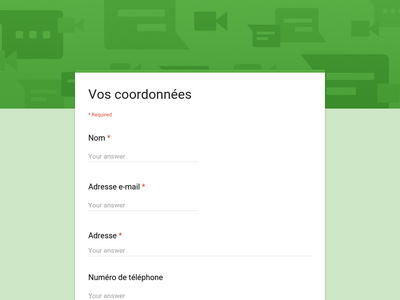 Vos coordonnées
* Required
Nom *
Your answer
Adresse e-mail *
Your answer
Adresse *
Your answer
Numéro de téléphone
Your answer